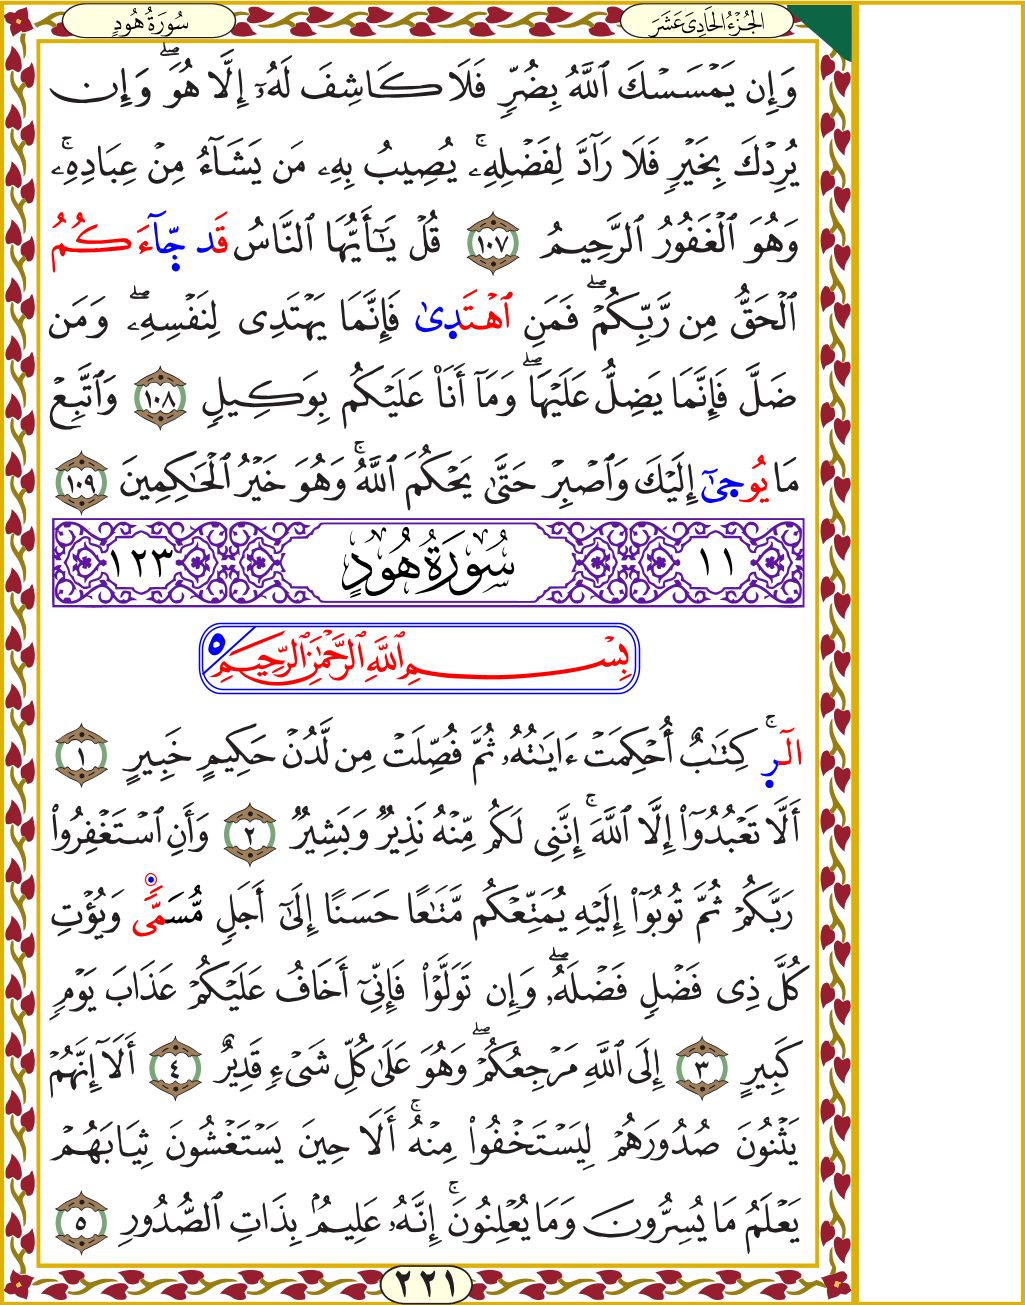 الجُزْءُ الحَادِيَ عَشَرَ
سُورَةُ هُودٍ
وَإِن يَمْسَسْكَ ٱللَّهُ بِضُرٍّ فَلَا كَاشِفَ لَهُۥٓ إِلَّا هُوَۖ وَإِن
يُرِدْكَ بِخَيْرٍ فَلَا رَآدَّ لِفَضْلِهِۦۚ يُصِيبُ بِهِۦ مَن يَشَآءُ مِنْ عِبَادِهِۦۚ
وَهُوَ ٱلْغَفُورُ ٱلرَّحِيمُ ١٠٧ قُلْ يَـٰٓأَيُّهَا ٱلنَّاسُ قَد جَّآءَكُمُ
ٱلْحَقُّ مِن رَّبِّكُمْۖ فَمَنِ ٱهْتَدِىٰ فَإِنَّمَا يَهْتَدِى لِنَفْسِهِۦۖ وَمَن
ضَلَّ فَإِنَّمَا يَضِلُّ عَلَيْهَاۖ وَمَآ أَنَا۠ عَلَيْكُم بِوَكِيلٍ ١٠٨ وَٱتَّبِعْ
مَا يُوحِىٰٓ إِلَيْكَ وَٱصْبِرْ حَتَّىٰ يَحْكُمَ ٱللَّهُۚ وَهُوَ خَيْرُ ٱلْحَـٰكِمِينَ ١٠٩
١١ سُورَةُ هُودٍ ١٢٣
بِسْمِ ٱللَّهِ ٱلرَّحْمَـٰنِ ٱلرَّحِيمِ ٥
الٓرٖۚ كِتَـٰبٌ أُحْكِمَتْ ءَايَـٰتُهُۥ ثُمَّ فُصِّلَتْ مِن لَّدُنْ حَكِيمٍ خَبِيرٍ ١
أَلَّا تَعْبُدُوٓا۟ إِلَّا ٱللَّهَۚ إِنَّنِى لَكُم مِّنْهُ نَذِيرٌ وَبَشِيرٌ ٢ وَأَنِ ٱسْتَغْفِرُوا۟
رَبَّكُمْ ثُمَّ تُوبُوٓا۟ إِلَيْهِ يُمَتِّعْكُم مَّتَـٰعًا حَسَنًا إِلَىٰٓ أَجَلٍ مُّسَمًّى وَيُؤْتِ
كُلَّ ذِى فَضْلٍ فَضْلَهُۥۖ وَإِن تَوَلَّوْا۟ فَإِنِّىٓ أَخَافُ عَلَيْكُمْ عَذَابَ يَوْمٍ
كَبِيرٍ ٣ إِلَى ٱللَّهِ مَرْجِعُكُمْۖ وَهُوَ عَلَىٰ كُلِّ شَىْءٍ قَدِيرٌ ٤ أَلَآ إِنَّهُمْ
يَثْنُونَ صُدُورَهُمْ لِيَسْتَخْفُوا۟ مِنْهُۚ أَلَا حِينَ يَسْتَغْشُونَ ثِيَابَهُمْ
يَعْلَمُ مَا يُسِرُّونَ وَمَا يُعْلِنُونَۚ إِنَّهُۥ عَلِيمٌۢ بِذَاتِ ٱلصُّدُورِ ٥
٢٢١